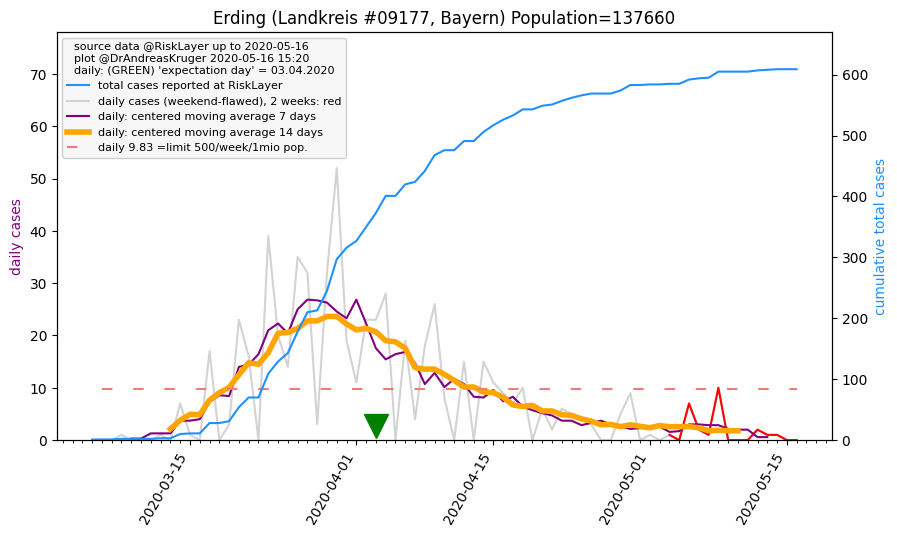 Erding (Landkreis #09177, Bayern) Population=137660
source data @RiskLayer up to 2020-05-16
plot @DrAndreasKruger 2020-05-16 15:20
daily: (GREEN) 'expectation day' = 03.04.2020
total cases reported at RiskLayer
daily cases (weekend-flawed), 2 weeks: red
daily: centered moving average 7 days
daily: centered moving average 14 days
daily 9.83 =limit 500/week/1mio pop.
daily cases
70
60
50
40
30
20
10
0
cumulative total cases
600
500
400
300
200
100
0
2020-03-15
2020-04-01
2020-04-15
2020-05-01
2020-05-15